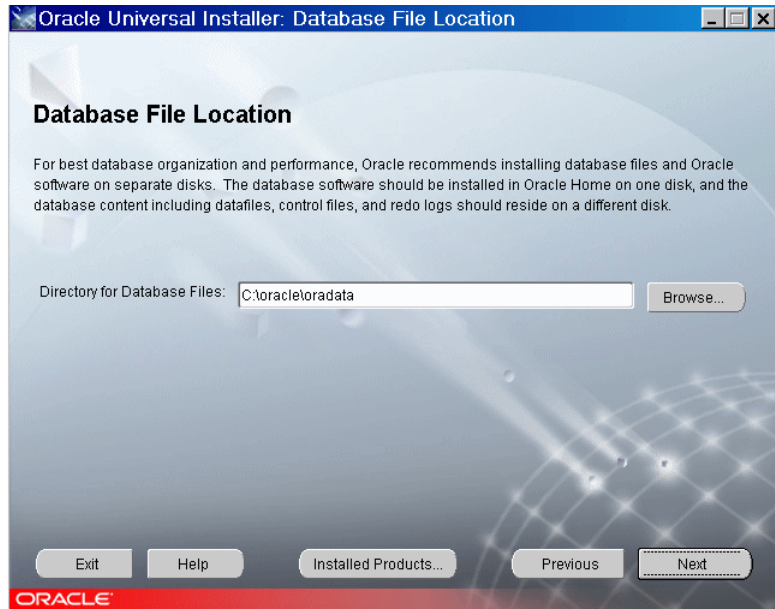 Oracle Universal Installer: Database File Location
Database File Location
For best database organization and performance, Oracle recommends installing database files and Oracle
software on separate disks. The database software should be installed in Oracle Home on one disk, and the
database content including datafiles, control files, and redo logs should reside on a different disk.
Directory for Database Files: C:\oracle\oradata Browse...
Exit Help Installed Products... Previous Next
ORACLE